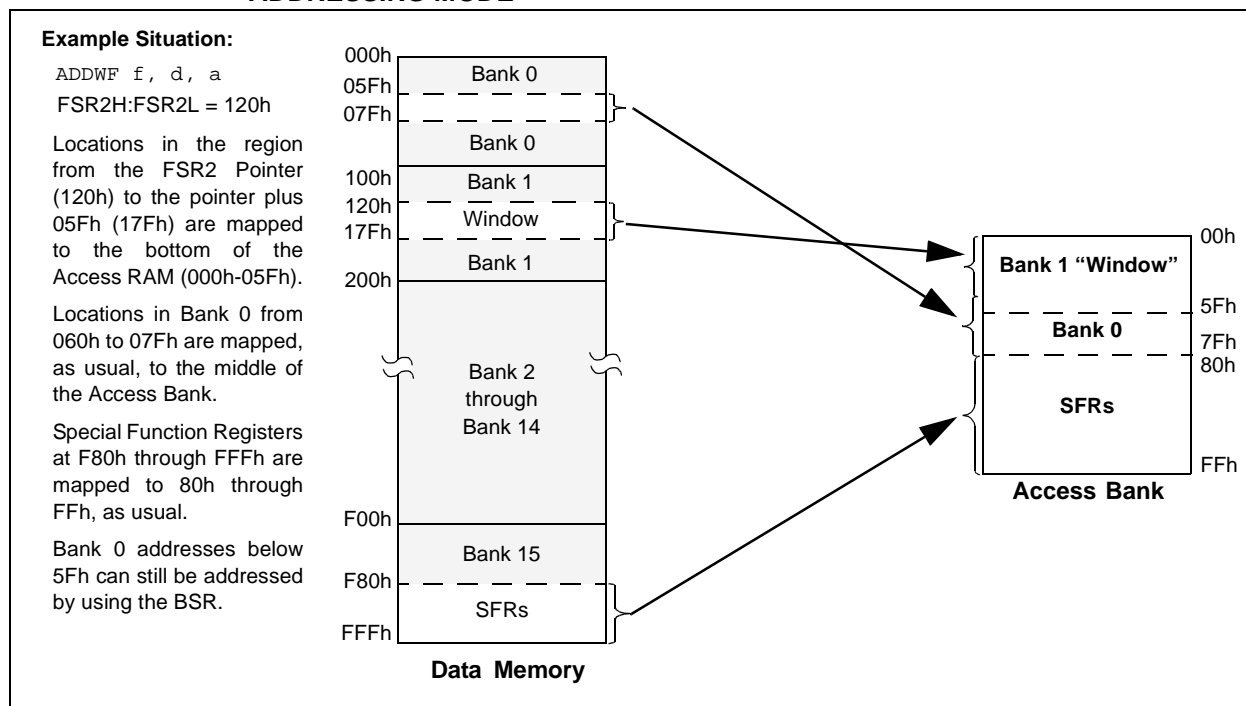 ADDRESSING MODE
Example Situation:
ADDWF f, d, a
FSR2H:FSR2L = 120h
Locations in the region
from the FSR2 Pointer
(120h) to the pointer plus
05Fh (17Fh) are mapped
to the bottom of the
Access RAM (000h-05Fh).
Locations in Bank 0 from
060h to 07Fh are mapped,
as usual, to the middle of
the Access Bank.
Special Function Registers
at F80h through FFFh are
mapped to 80h through
FFh, as usual.
Bank 0 addresses below
5Fh can still be addressed
by using the BSR.
000h
Bank 0
05Fh
07Fh
Bank 0
100h
Bank 1
120h
Window
17Fh
Bank 1
200h
Bank 2
through
Bank 14
F00h
Bank 15
F80h
SFRs
FFFh
Data Memory
00h
Bank 1 “Window”
5Fh
Bank 0
7Fh
80h
SFRs
FFh
Access Bank